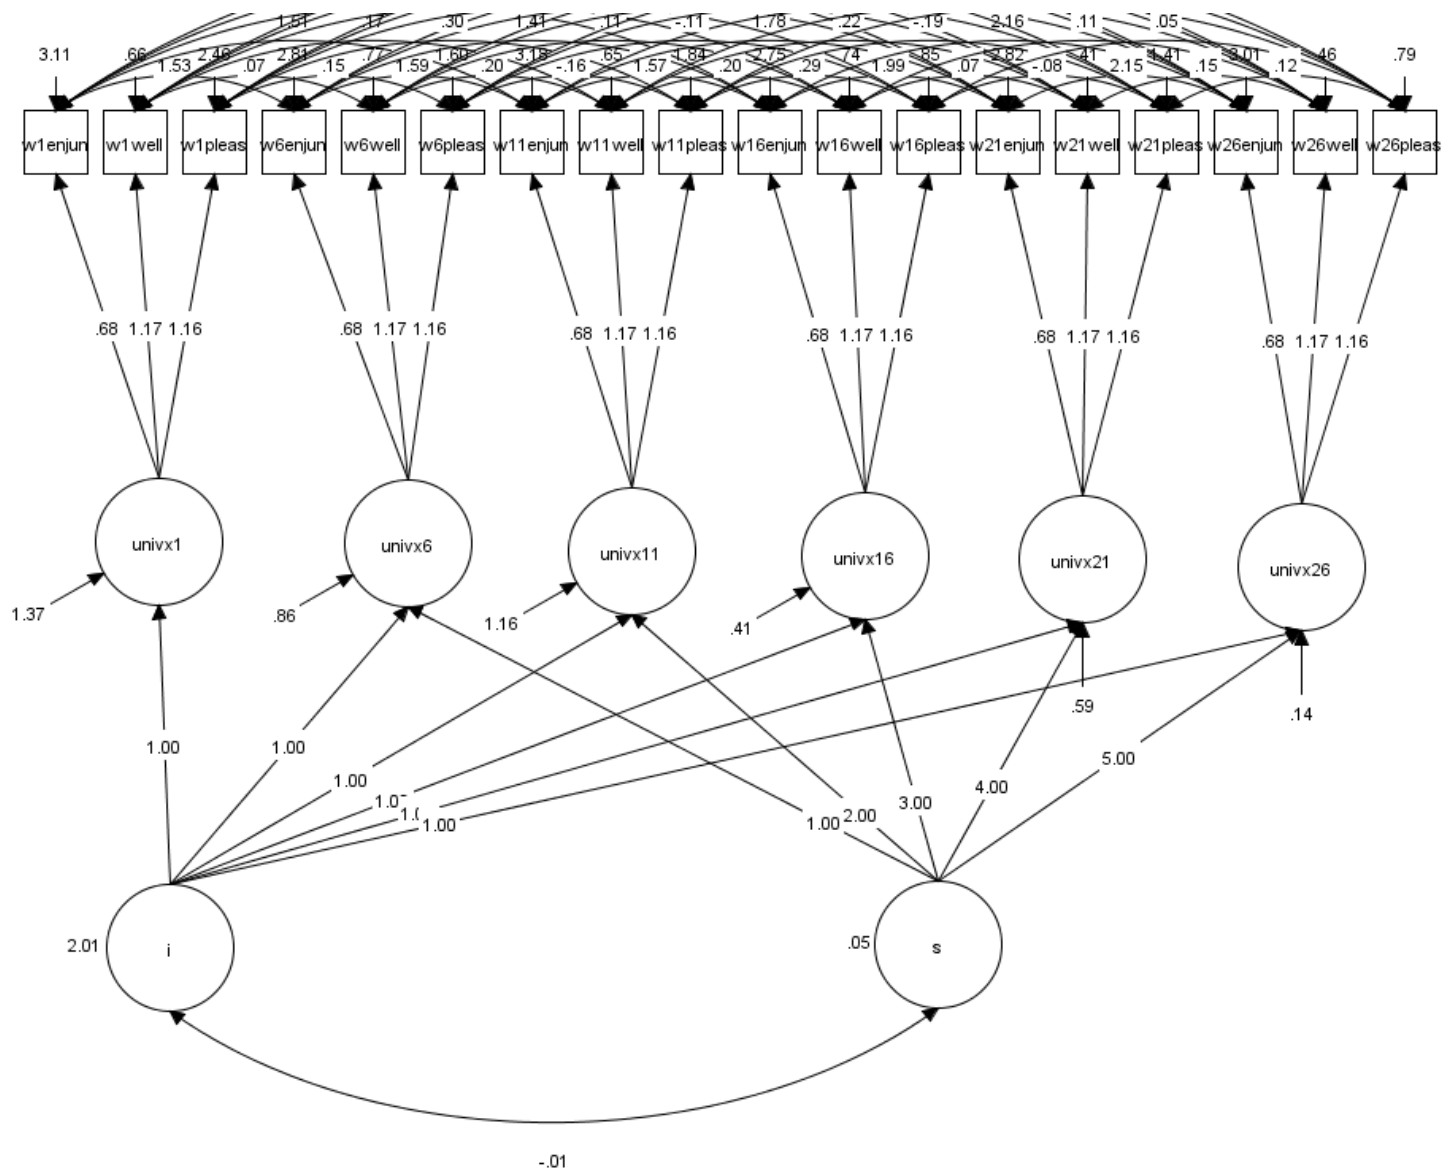 1.51 .17 .30 1.41 .11 -.11 1.78 .22 -.19 2.16 .11 .05
3.11 .66 2.46 2.81 .77 1.60 3.18 .65 1.84 2.75 .74 .85 2.82 .41 1.41 3.01 .46 .79
1.53 .07 .15 1.59 .20 -.16 1.57 .20 .29 1.99 .07 -.08 2.15 .15 .12
w1enjun w1well w1pleas w6enjun w6well w6pleas w11enjun w11well w11pleas w16enjun w16well w16pleas w21enjun w21well w21pleas w26enjun w26well w26pleas
.68 1.17 1.16 .68 1.17 1.16 .68 1.17 1.16 .68 1.17 1.16 .68 1.17 1.16 .68 1.17 1.16
univx1 univx6 univx11 univx16 univx21 univx26
1.37 .86 1.16 .41 .59 .14
1.00 1.00 1.00 1.00 1.00 2.00 3.00 4.00 5.00
2.01 i .05 s
-.01